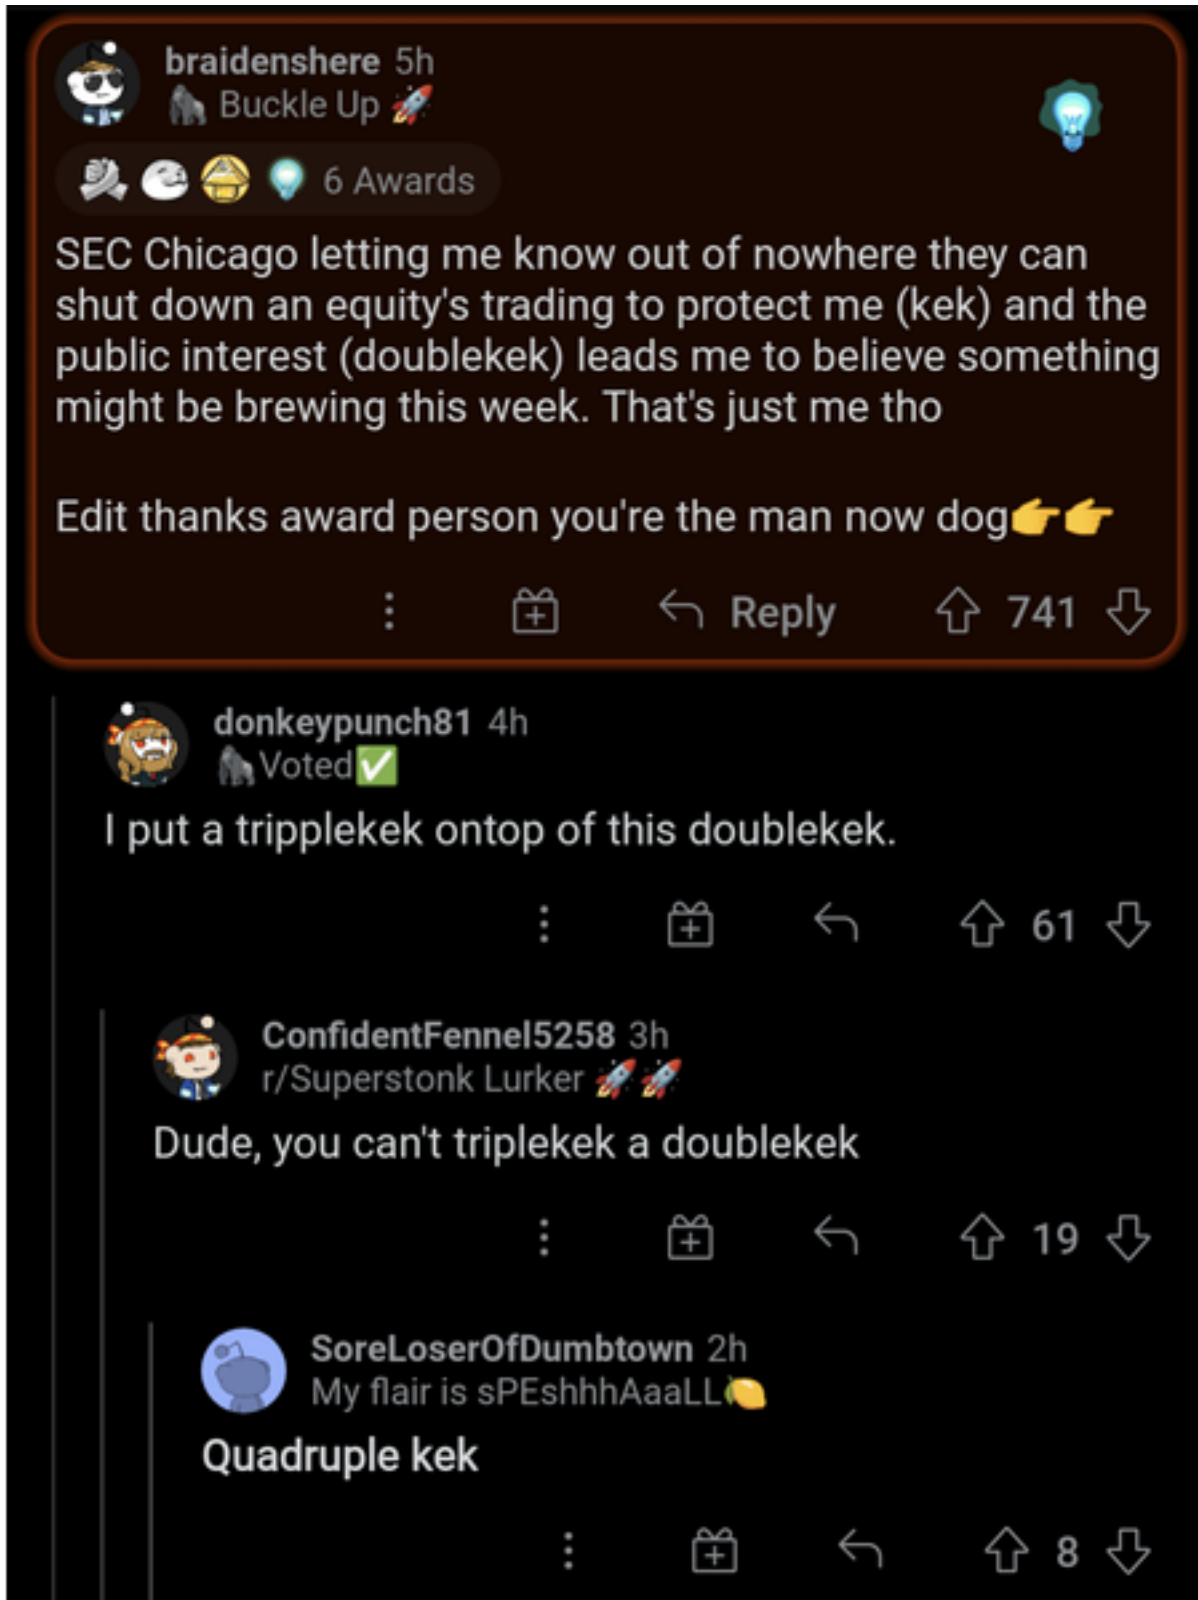 braidenshere 5h
🦍 Buckle Up 🚀
6 Awards
SEC Chicago letting me know out of nowhere they can
shut down an equity's trading to protect me (kek) and the
public interest (doublekek) leads me to believe something
might be brewing this week. That's just me tho
Edit thanks award person you're the man now dog👉👉
Reply 741
donkeypunch81 4h
🦍Voted✅
I put a tripplekek ontop of this doublekek.
61
ConfidentFennel5258 3h
r/Superstonk Lurker 🚀🚀
Dude, you can't triplekek a doublekek
19
SoreLoserOfDumbtown 2h
My flair is sPEshhhAaaLL🍋
Quadruple kek
8